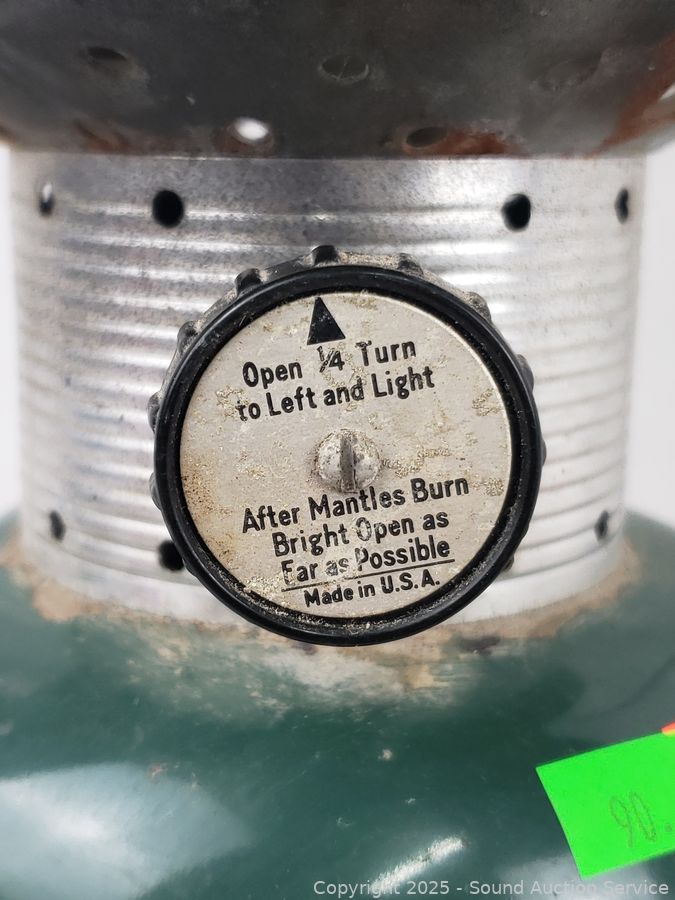 Open 1/4 Turn
to Left and Light
After Mantles Burn
Bright Open as
Far as Possible
Made in U.S.A.
90.
Copyright 2025 - Sound Auction Service